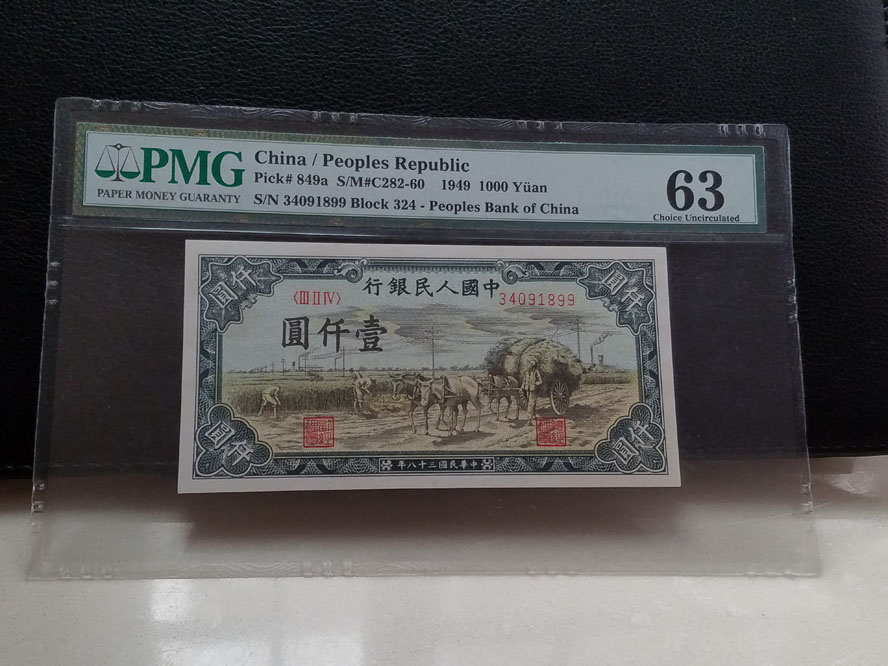 PMG
PAPER MONEY GUARANTY
China / Peoples Republic
Pick# 849a S/M#C282-60 1949 1000 Yüan
S/N 34091899 Block 324 - Peoples Bank of China
63
Choice Uncirculated
圓仟
圓仟
行銀民人國中
〈III II IV〉
34091899
圓仟壹
圓仟
圓仟
年八十三國民華中